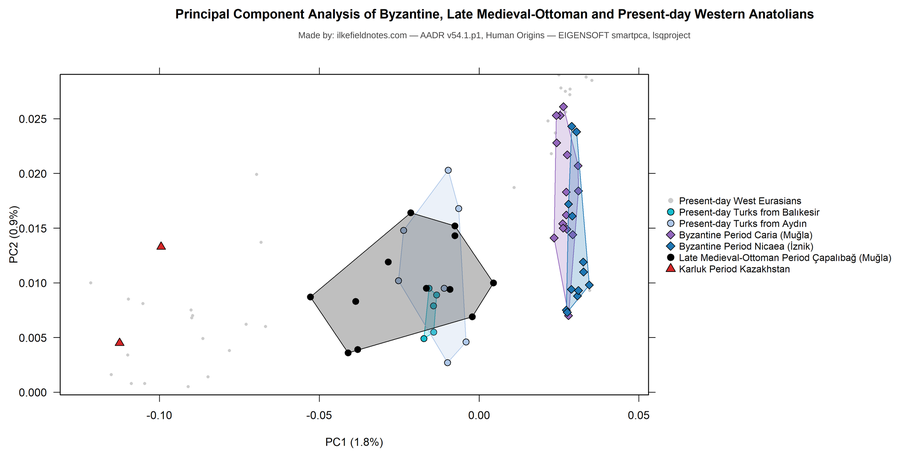 Principal Component Analysis of Byzantine, Late Medieval-Ottoman and Present-day Western Anatolians
Made by: ilkefieldnotes.com — AADR v54.1.p1, Human Origins — EIGENSOFT smartpca, lsqproject
PC2 (0.9%)
0.025
0.020
0.015
0.010
0.005
0.000
-0.10
-0.05
0.00
0.05
PC1 (1.8%)
Present-day West Eurasians
Present-day Turks from Balıkesir
Present-day Turks from Aydın
Byzantine Period Caria (Muğla)
Byzantine Period Nicaea (İznik)
Late Medieval-Ottoman Period Çapalıbağ (Muğla)
Karluk Period Kazakhstan